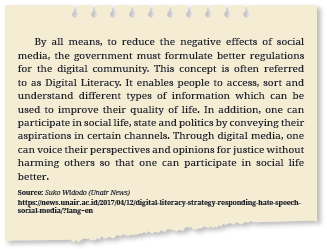 By all means, to reduce the negative effects of social
media, the government must formulate better regulations
for the digital community. This concept is often referred
to as Digital Literacy. It enables people to access, sort and
understand different types of information which can be
used to improve their quality of life. In addition, one can
participate in social life, state and politics by conveying their
aspirations in certain channels. Through digital media, one
can voice their perspectives and opinions for justice without
harming others so that one can participate in social life
better.
Source: Suko Widodo (Unair News)
https://news.unair.ac.id/2017/04/12/digital-literacy-strategy-responding-hate-speech-
social-media/?lang=en